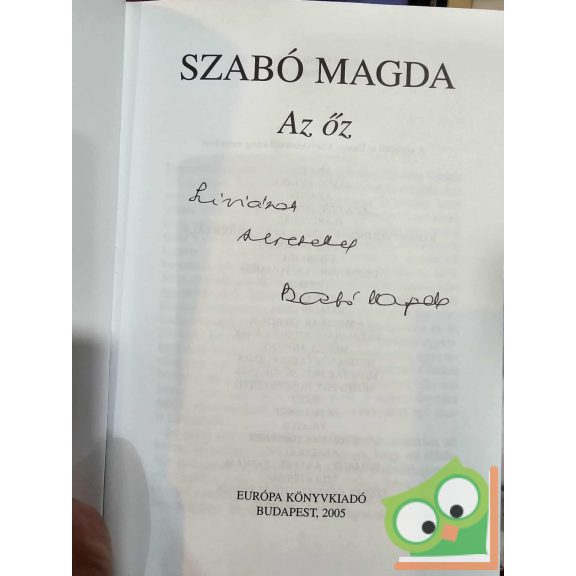 SZABÓ MAGDA
Az őz
Líviának
szeretettel
Szabó Magda
EURÓPA KÖNYVKIADÓ
BUDAPEST, 2005